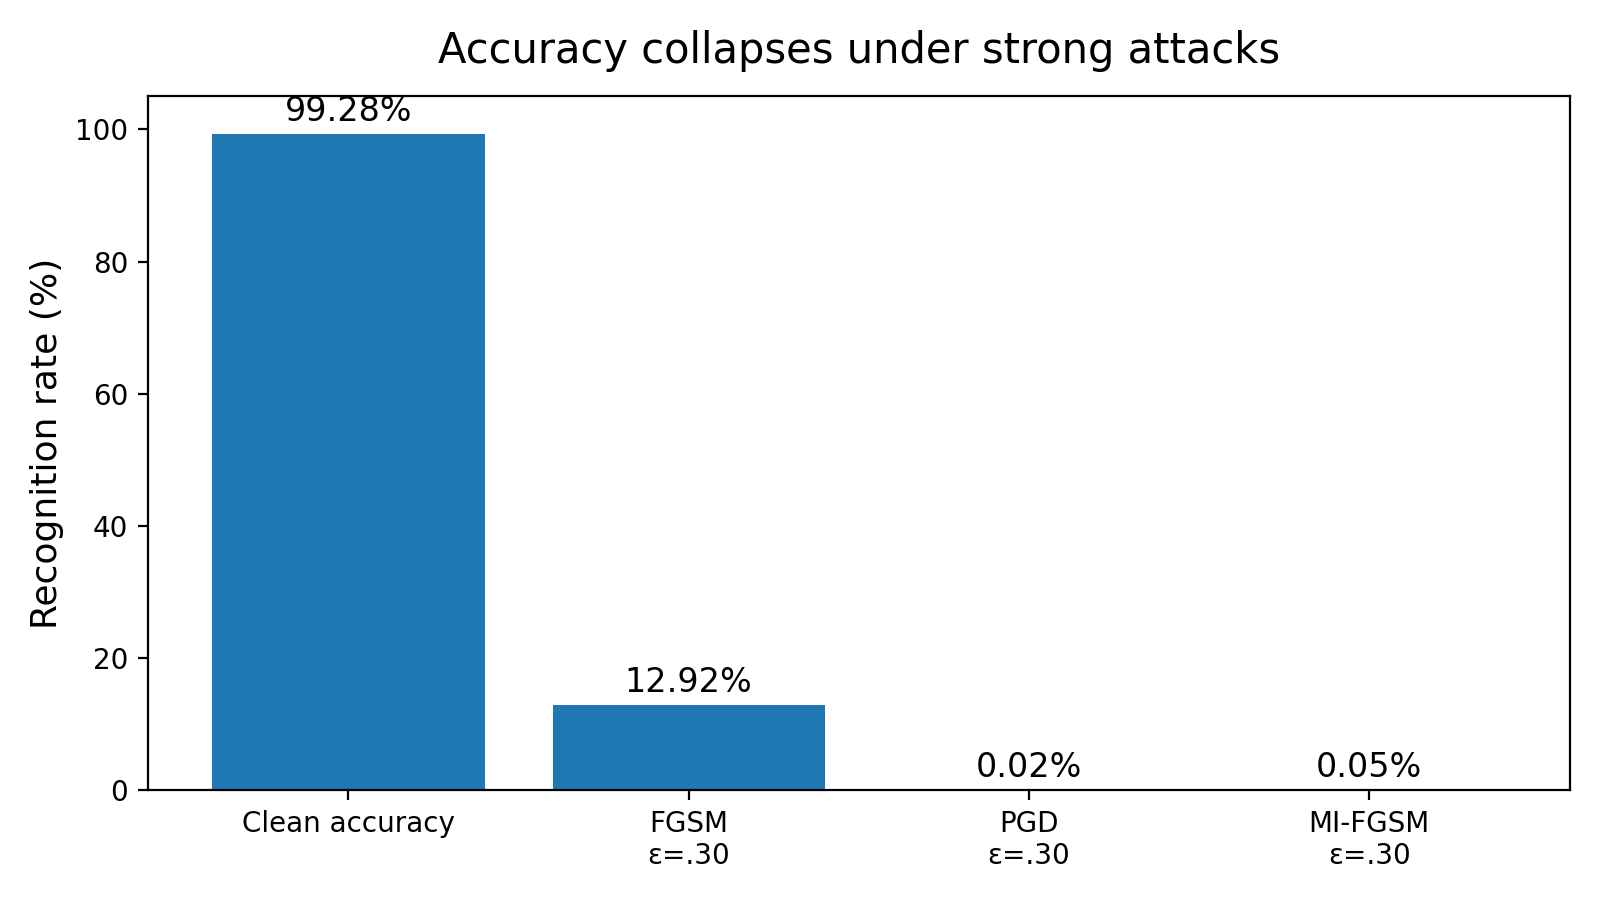 Accuracy collapses under strong attacks
Recognition rate (%)
100
80
60
40
20
0
99.28%
12.92%
0.02%
0.05%
Clean accuracy
FGSM
ε=.30
PGD
ε=.30
MI-FGSM
ε=.30